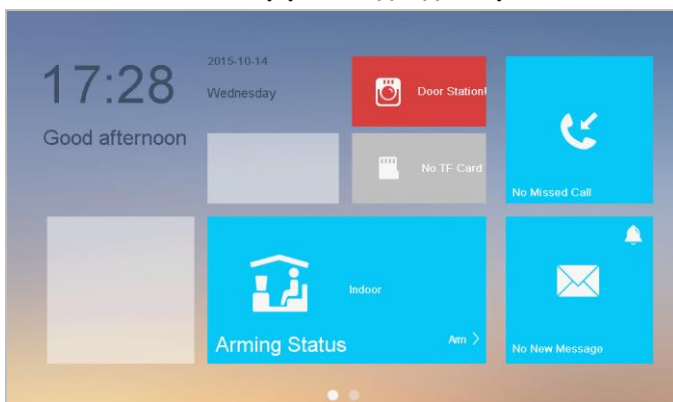 17:28
Good afternoon
2015-10-14
Wednesday
Door Station!
No TF Card
No Missed Call
Indoor
Arming Status
Arm
No New Message